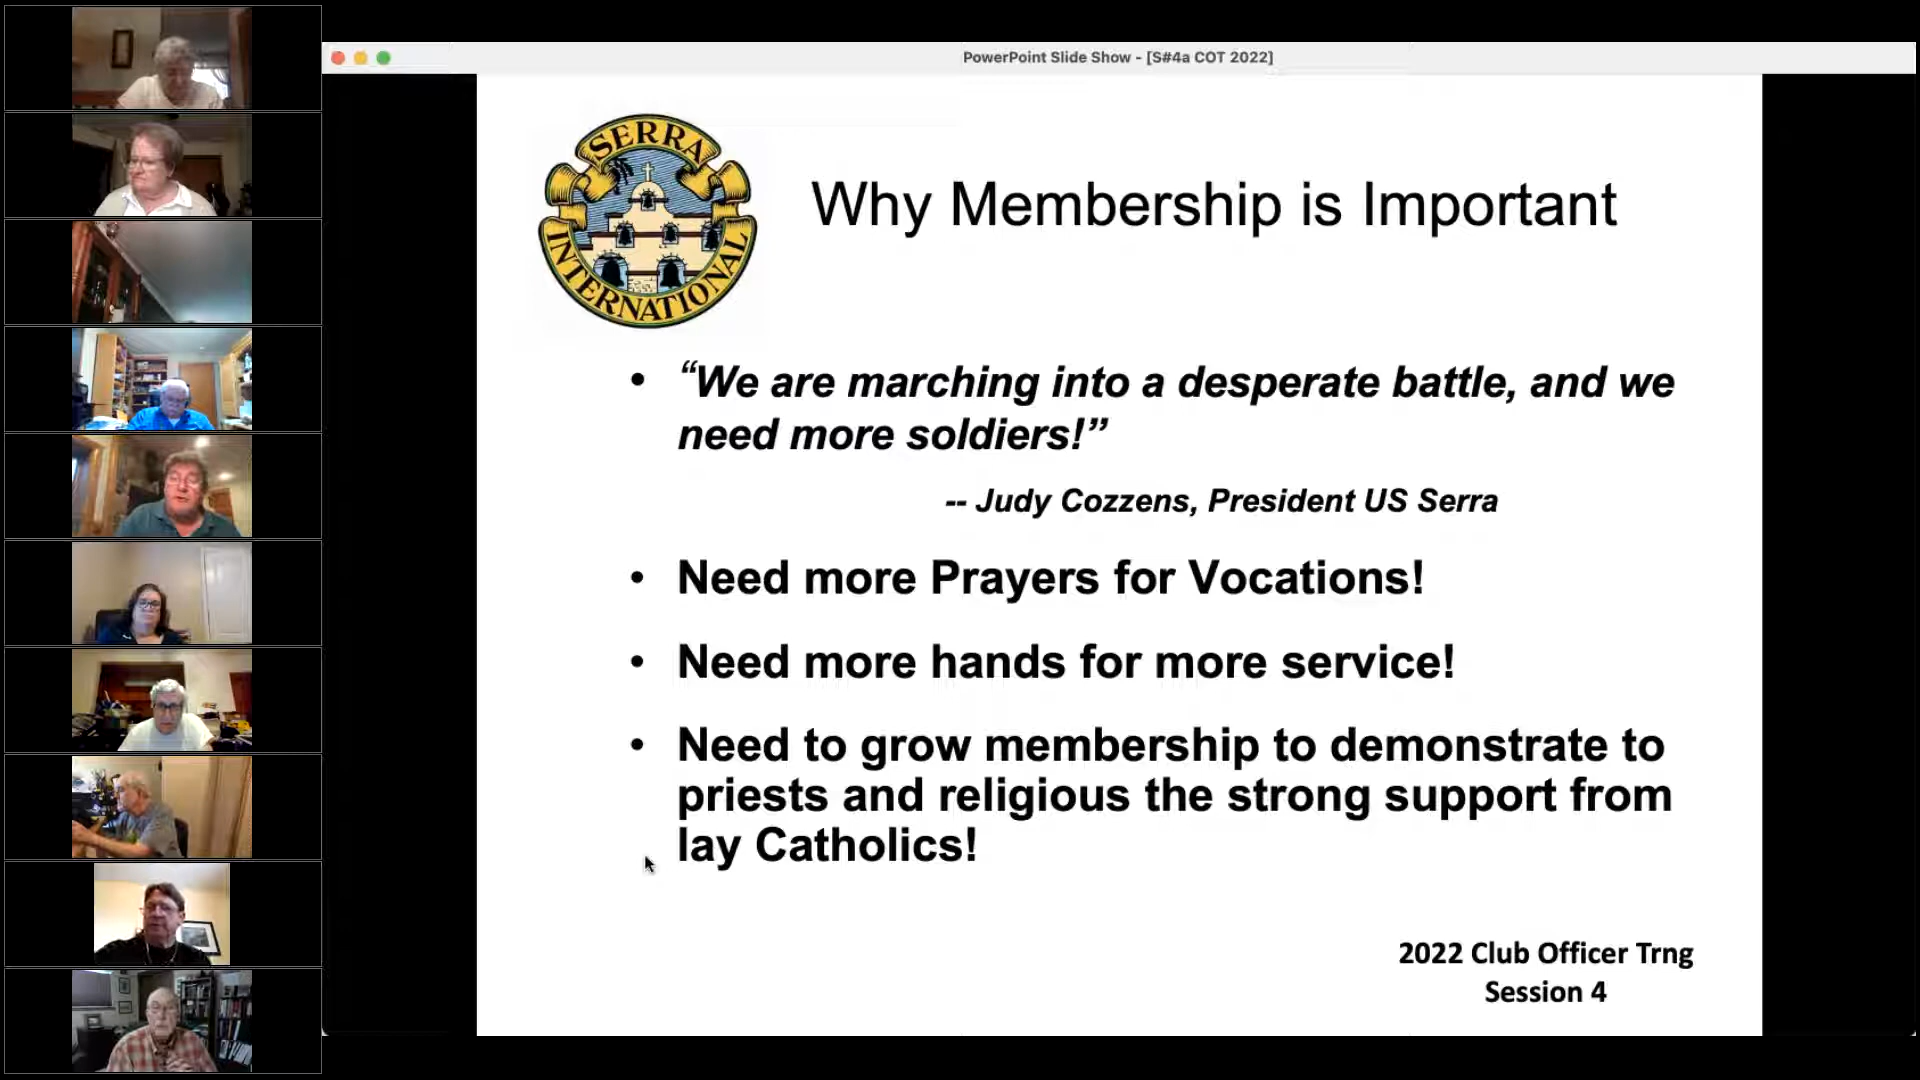 PowerPoint Slide Show - [S#4a COT 2022]
SERRA
INTERNATIONAL
Why Membership is Important
• “We are marching into a desperate battle, and we
need more soldiers!”
-- Judy Cozzens, President US Serra
• Need more Prayers for Vocations!
• Need more hands for more service!
• Need to grow membership to demonstrate to
priests and religious the strong support from
lay Catholics!
2022 Club Officer Trng
Session 4